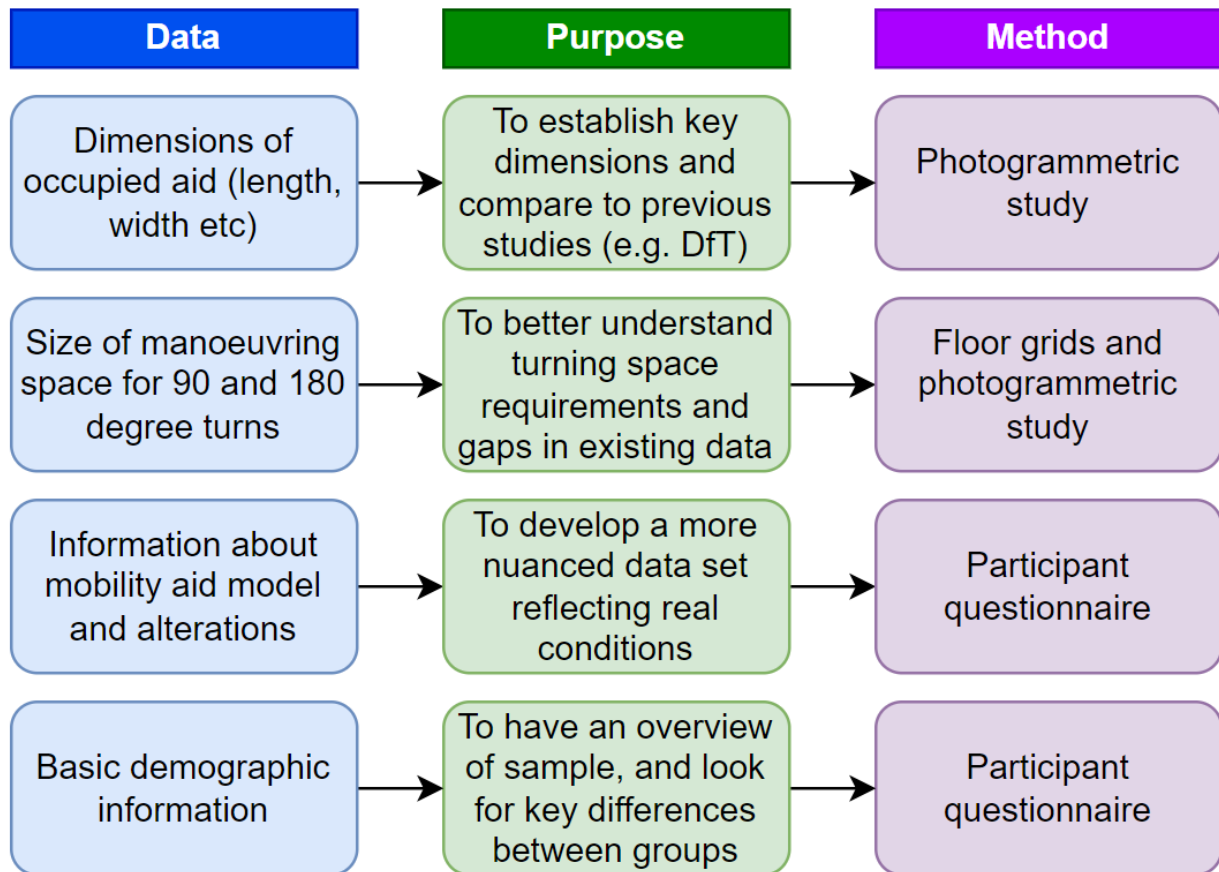 Data
Purpose
Method
Dimensions of
occupied aid (length,
width etc)
To establish key
dimensions and
compare to previous
studies (e.g. DfT)
Photogrammetric
study
Size of manoeuvring
space for 90 and 180
degree turns
To better understand
turning space
requirements and
gaps in existing data
Floor grids and
photogrammetric
study
Information about
mobility aid model
and alterations
To develop a more
nuanced data set
reflecting real
conditions
Participant
questionnaire
Basic demographic
information
To have an overview
of sample, and look
for key differences
between groups
Participant
questionnaire